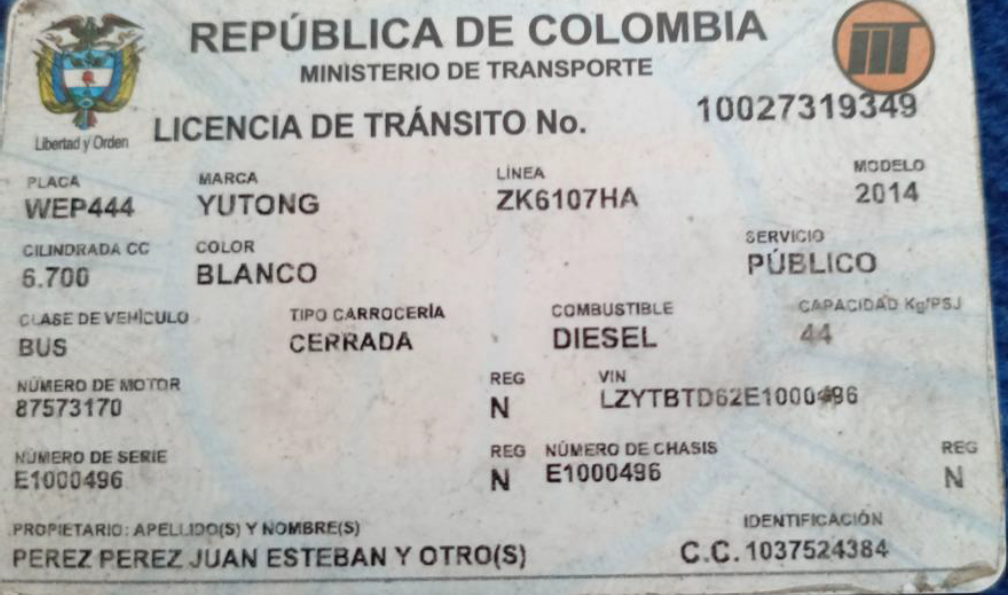 REPÚBLICA DE COLOMBIA
MINISTERIO DE TRANSPORTE
Libertad y Orden
LICENCIA DE TRÁNSITO No. 10027319349
PLACA MARCA LÍNEA MODELO
WEP444 YUTONG ZK6107HA 2014
CILINDRADA CC COLOR SERVICIO
6.700 BLANCO PÚBLICO
CLASE DE VEHÍCULO TIPO CARROCERÍA COMBUSTIBLE CAPACIDAD Kg/PSJ
BUS CERRADA DIESEL 44
NÚMERO DE MOTOR REG VIN
87573170 N LZYTBTD62E1000496
NÚMERO DE SERIE REG NÚMERO DE CHASIS REG
E1000496 N E1000496 N
PROPIETARIO: APELLIDO(S) Y NOMBRE(S) IDENTIFICACIÓN
PEREZ PEREZ JUAN ESTEBAN Y OTRO(S) C.C. 1037524384